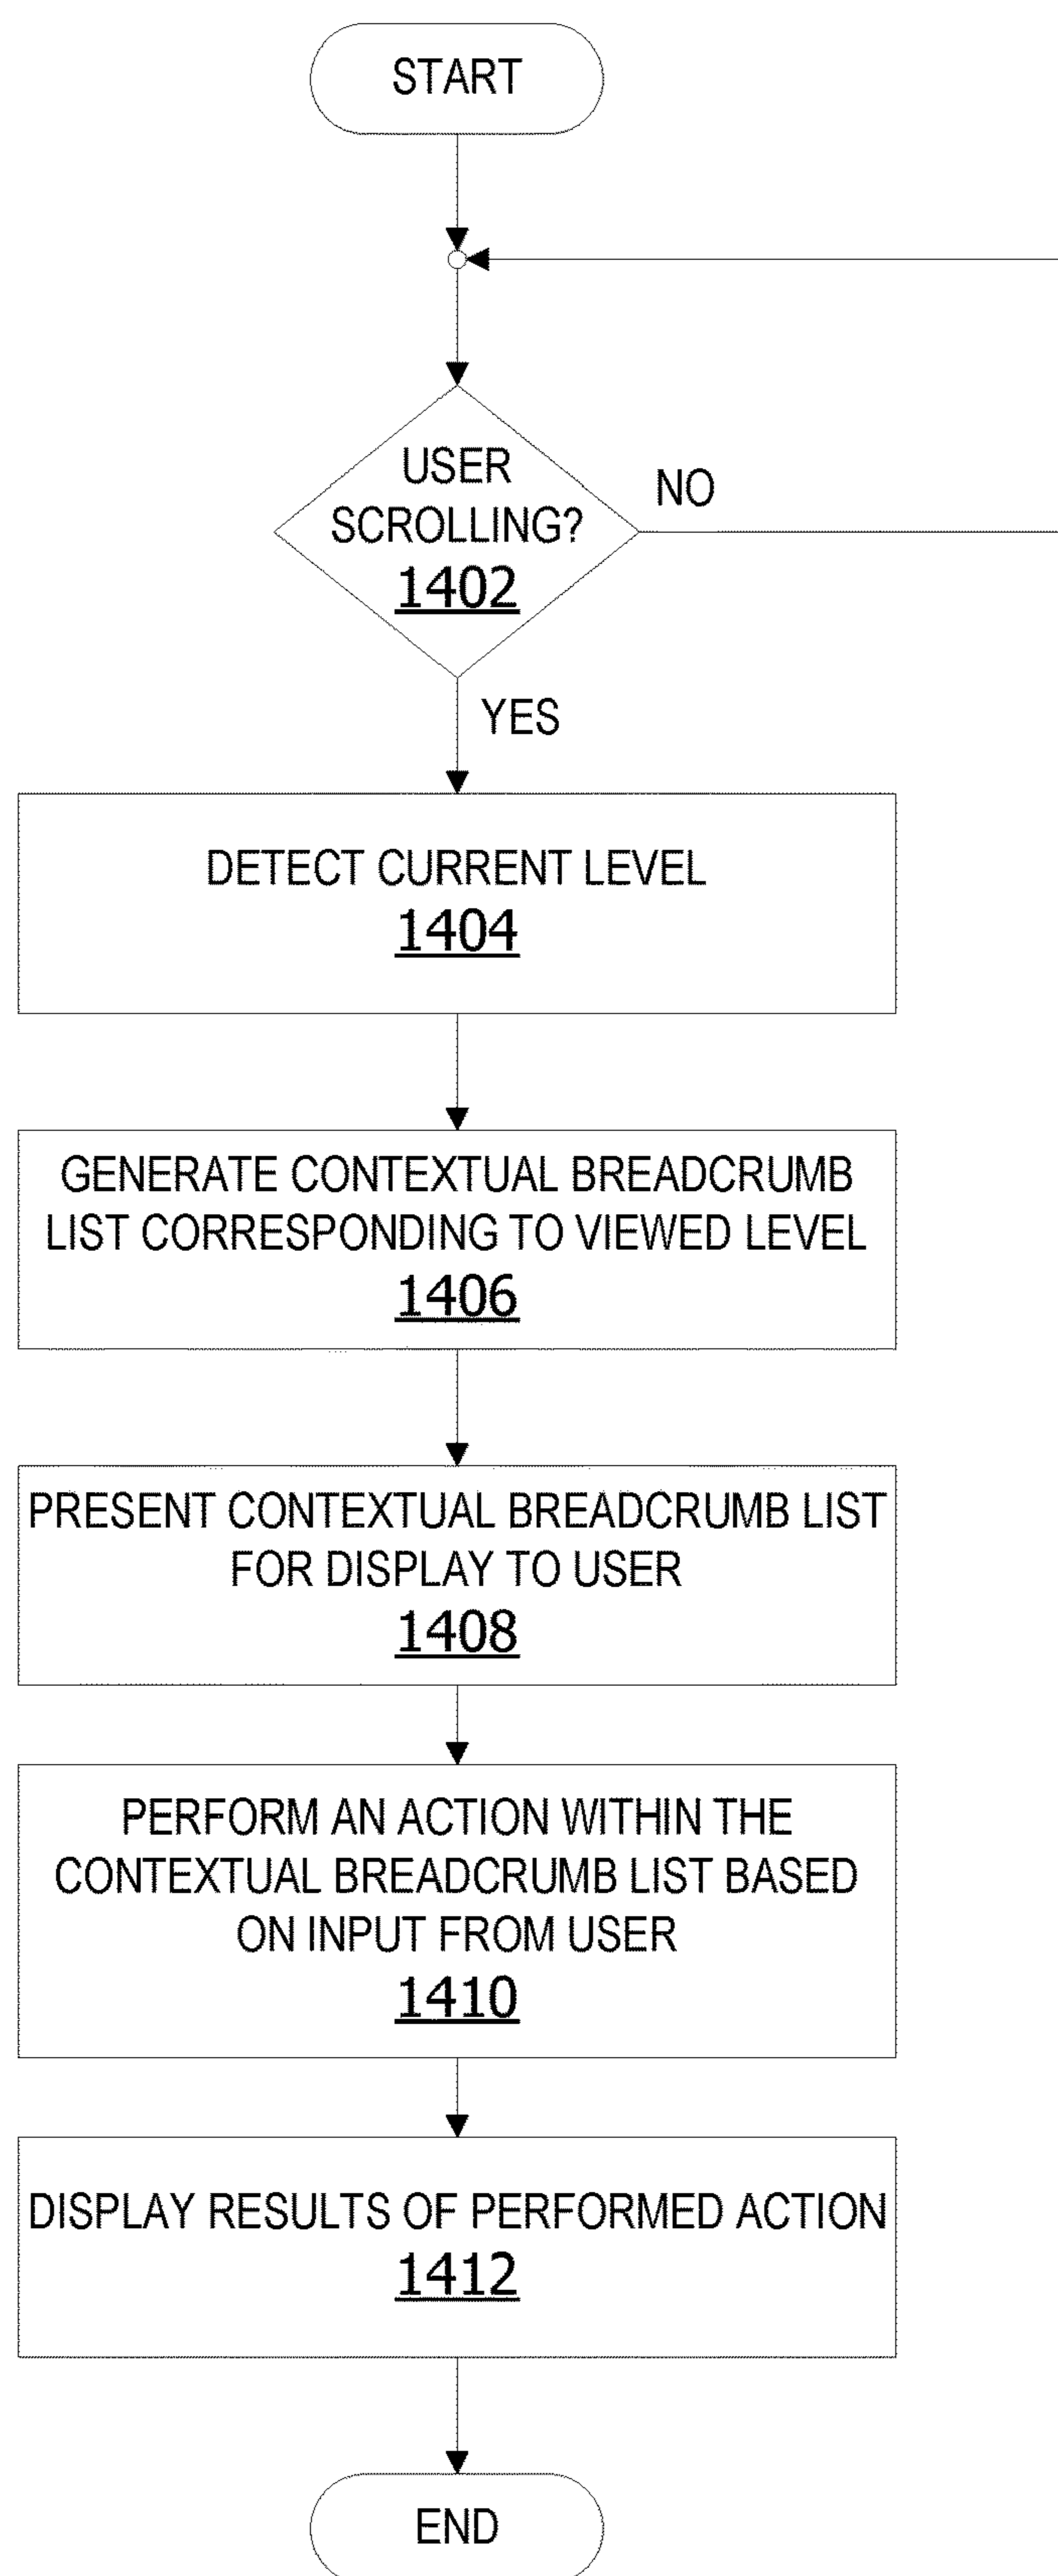 START
USER
SCROLLING?
1402
NO
YES
DETECT CURRENT LEVEL
1404
GENERATE CONTEXTUAL BREADCRUMB
LIST CORRESPONDING TO VIEWED LEVEL
1406
PRESENT CONTEXTUAL BREADCRUMB LIST
FOR DISPLAY TO USER
1408
PERFORM AN ACTION WITHIN THE
CONTEXTUAL BREADCRUMB LIST BASED
ON INPUT FROM USER
1410
DISPLAY RESULTS OF PERFORMED ACTION
1412
END